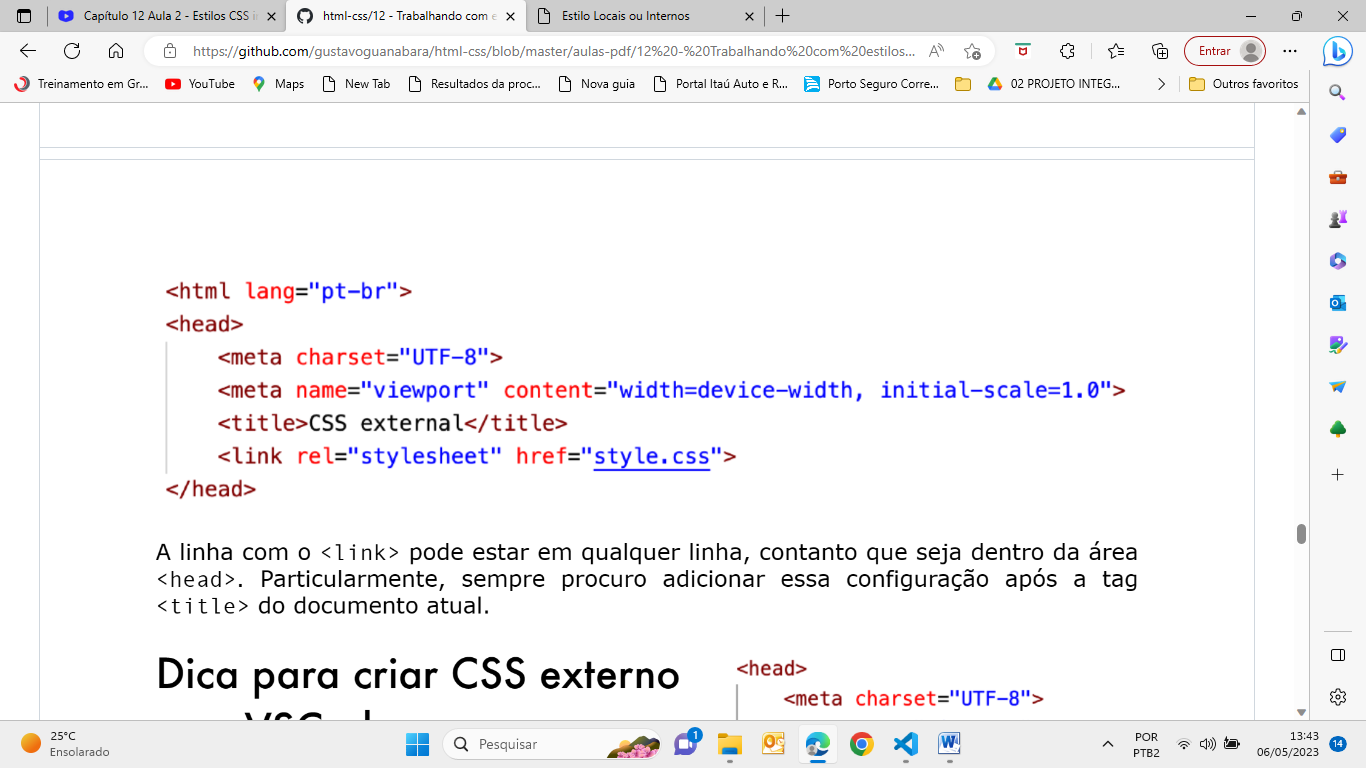 Capítulo 12 Aula 2 - Estilos CSS i
html-css/12 - Trabalhando com e
Estilo Locais ou Internos
https://github.com/gustavoguanabara/html-css/blob/master/aulas-pdf/12%20-%20Trabalhando%20com%20estilos...
Entrar
Treinamento em Gr...
YouTube
Maps
New Tab
Resultados da proc...
Nova guia
Portal Itaú Auto e R...
Porto Seguro Corre...
02 PROJETO INTEG...
Outros favoritos
<html lang="pt-br">
<head>
<meta charset="UTF-8">
<meta name="viewport" content="width=device-width, initial-scale=1.0">
<title>CSS external</title>
<link rel="stylesheet" href="style.css">
</head>
A linha com o <link> pode estar em qualquer linha, contanto que seja dentro da área
<head>. Particularmente, sempre procuro adicionar essa configuração após a tag
<title> do documento atual.
Dica para criar CSS externo
<head>
<meta charset="UTF-8">
25°C
Ensolarado
Pesquisar
1
POR
PTB2
13:43
06/05/2023
14